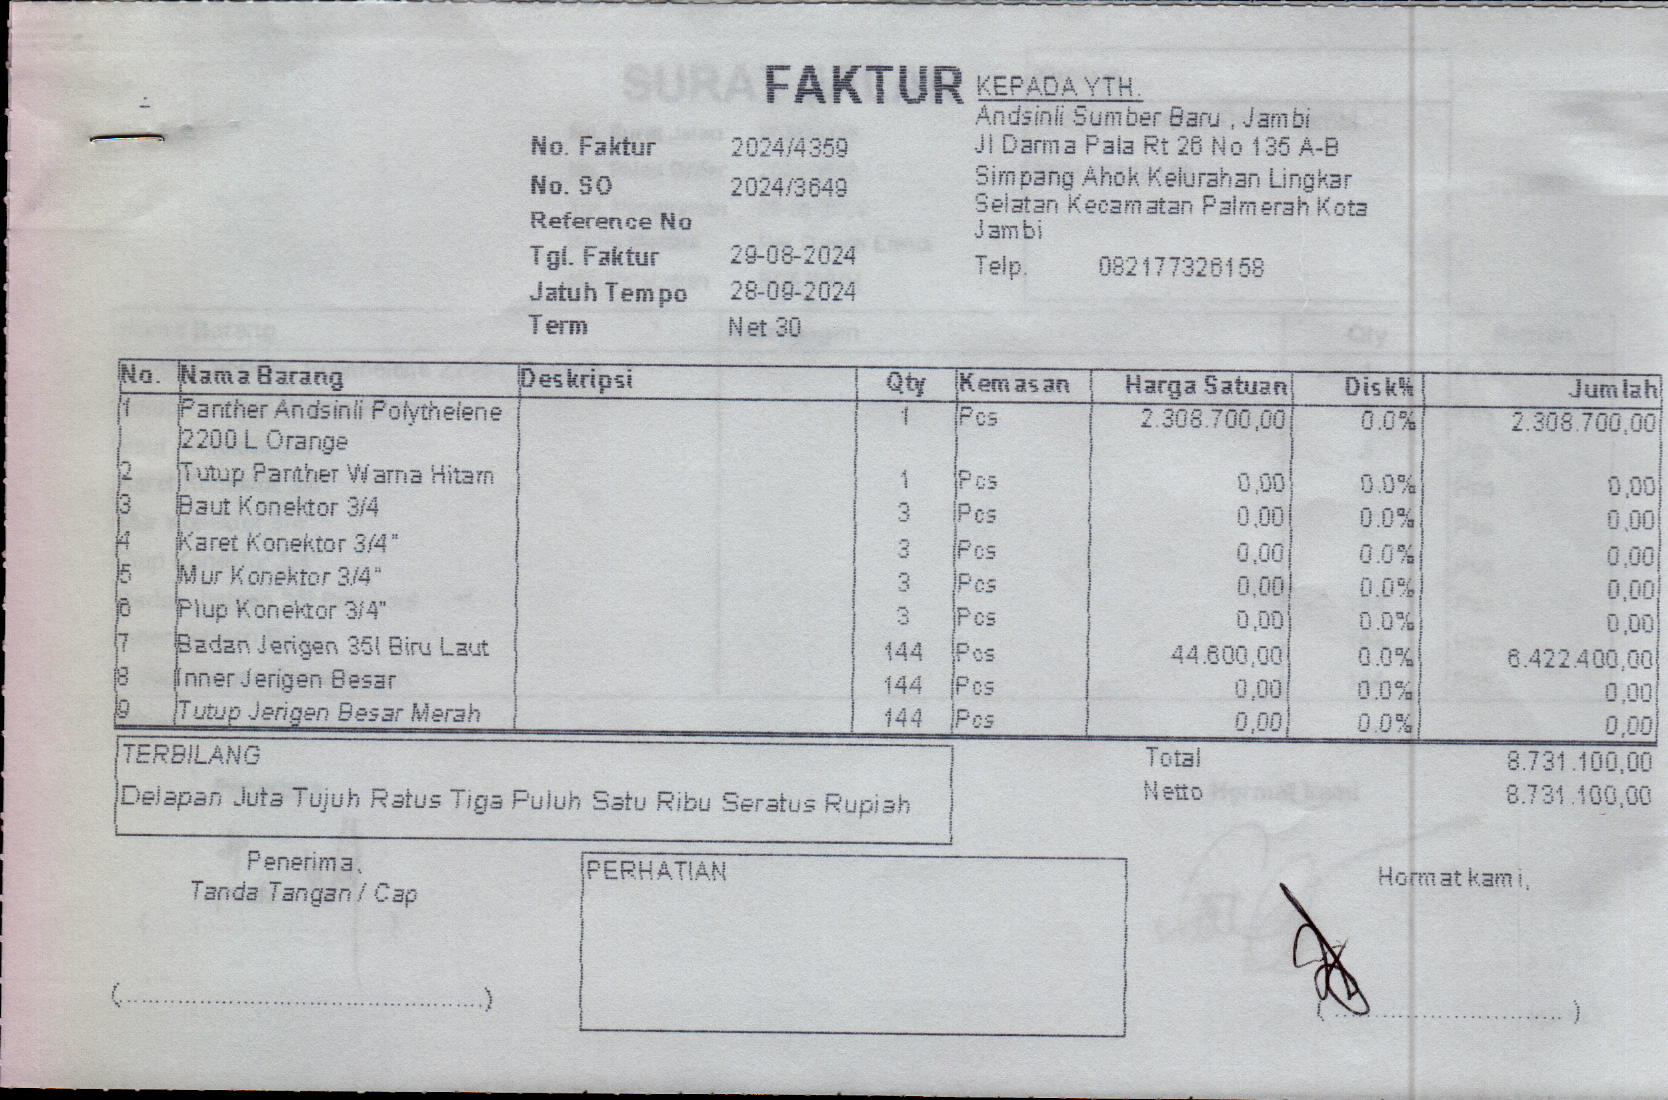 FAKTUR
No. Faktur 2024/4359
No. SO 2024/3649
Reference No
Tgl. Faktur 29-08-2024
Jatuh Tempo 28-09-2024
Term Net 30
KEPADA YTH.
Andsinli Sumber Baru , Jambi
Jl Darma Pala Rt 26 No 135 A-B
Simpang Ahok Kelurahan Lingkar
Selatan Kecamatan Palmerah Kota
Jambi
Telp. 082177326158
No. Nama Barang Deskripsi Qty Kemasan Harga Satuan Disk% Jumlah
1 Panther Andsinli Polythelene 1 Pcs 2.308.700,00 0.0% 2.308.700,00
2200 L Orange
2 Tutup Panther Warna Hitam 1 Pcs 0,00 0.0% 0,00
3 Baut Konektor 3/4 3 Pcs 0,00 0.0% 0,00
4 Karet Konektor 3/4" 3 Pcs 0,00 0.0% 0,00
5 Mur Konektor 3/4" 3 Pcs 0,00 0.0% 0,00
6 Plup Konektor 3/4" 3 Pcs 0,00 0.0% 0,00
7 Badan Jerigen 35l Biru Laut 144 Pcs 44.600,00 0.0% 6.422.400,00
8 Inner Jerigen Besar 144 Pcs 0,00 0.0% 0,00
9 Tutup Jerigen Besar Merah 144 Pcs 0,00 0.0% 0,00
TERBILANG
Delapan Juta Tujuh Ratus Tiga Puluh Satu Ribu Seratus Rupiah
Total 8.731.100,00
Netto 8.731.100,00
Penerima,
Tanda Tangan / Cap
PERHATIAN
Hormat kami,